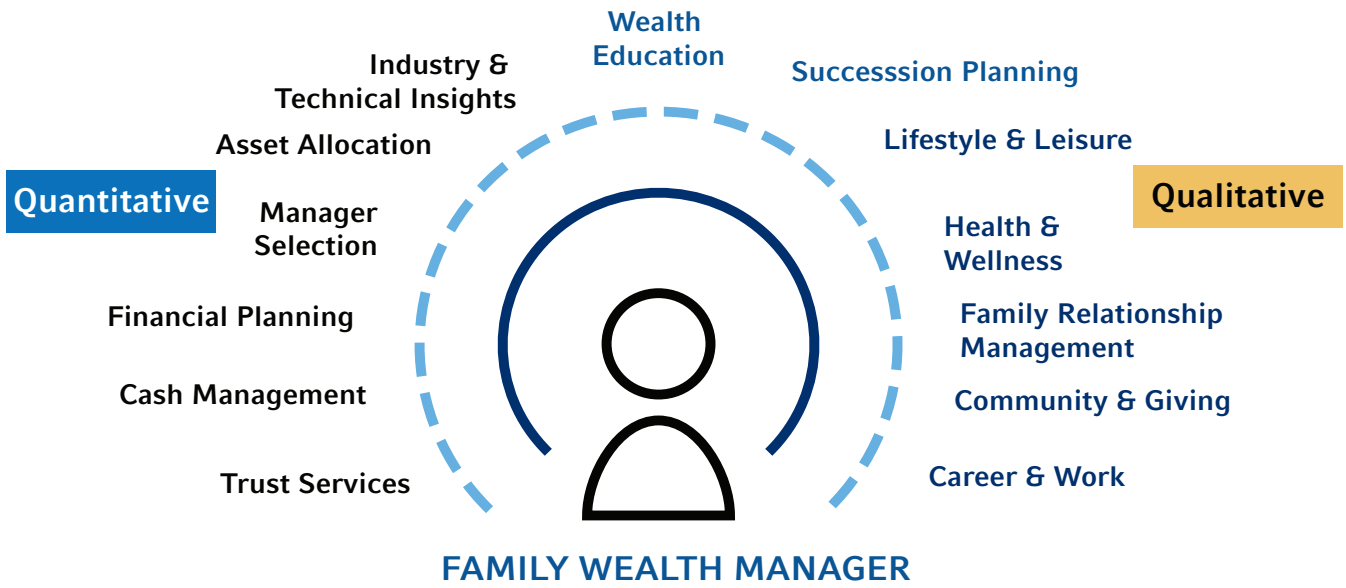 Wealth
Education
Industry &
Technical Insights
Successsion Planning
Asset Allocation
Lifestyle & Leisure
Quantitative
Qualitative
Manager
Selection
Health &
Wellness
Financial Planning
Family Relationship
Management
Cash Management
Community & Giving
Trust Services
Career & Work
FAMILY WEALTH MANAGER